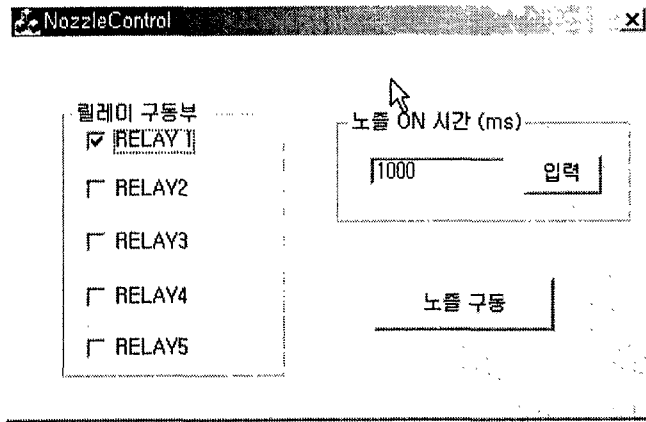 NozzleControl
릴레이 구동부
RELAY 1
RELAY2
RELAY3
RELAY4
RELAY5
노즐 ON 시간 (ms)
1000
입력
노즐 구동